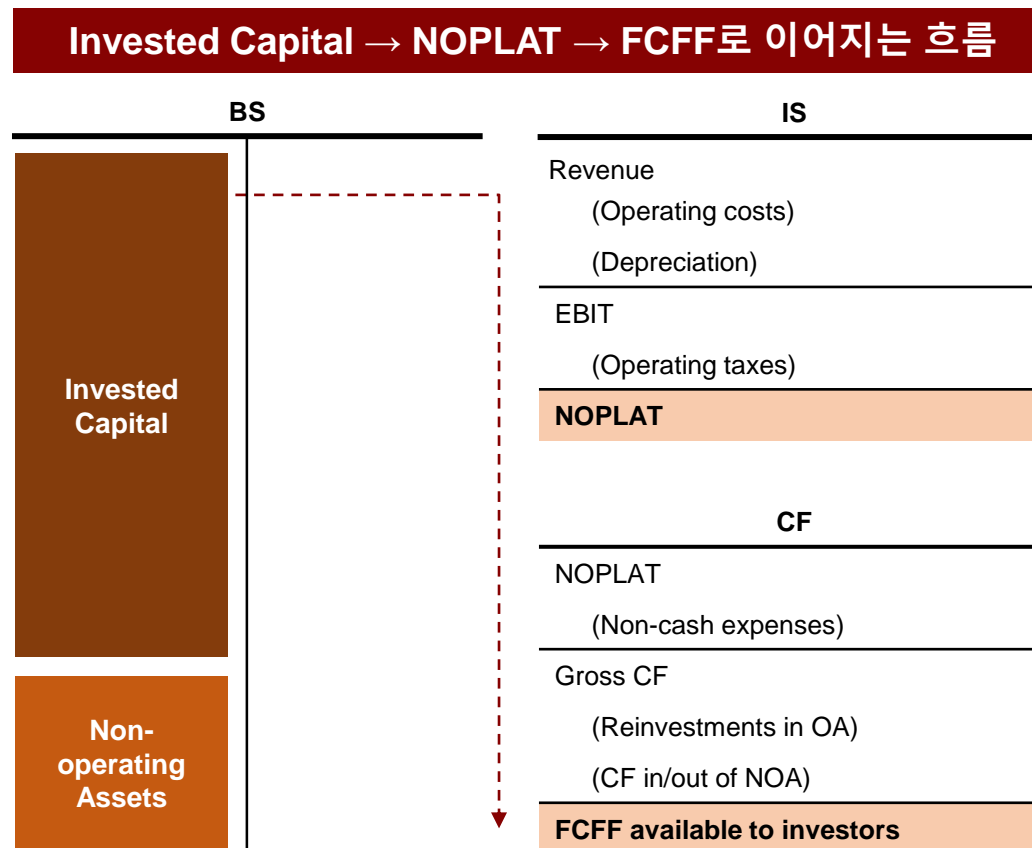 Invested Capital → NOPLAT → FCFF로 이어지는 흐름
BS
Invested
Capital
Non-
operating
Assets
IS
Revenue
(Operating costs)
(Depreciation)
EBIT
(Operating taxes)
NOPLAT
CF
NOPLAT
(Non-cash expenses)
Gross CF
(Reinvestments in OA)
(CF in/out of NOA)
FCFF available to investors